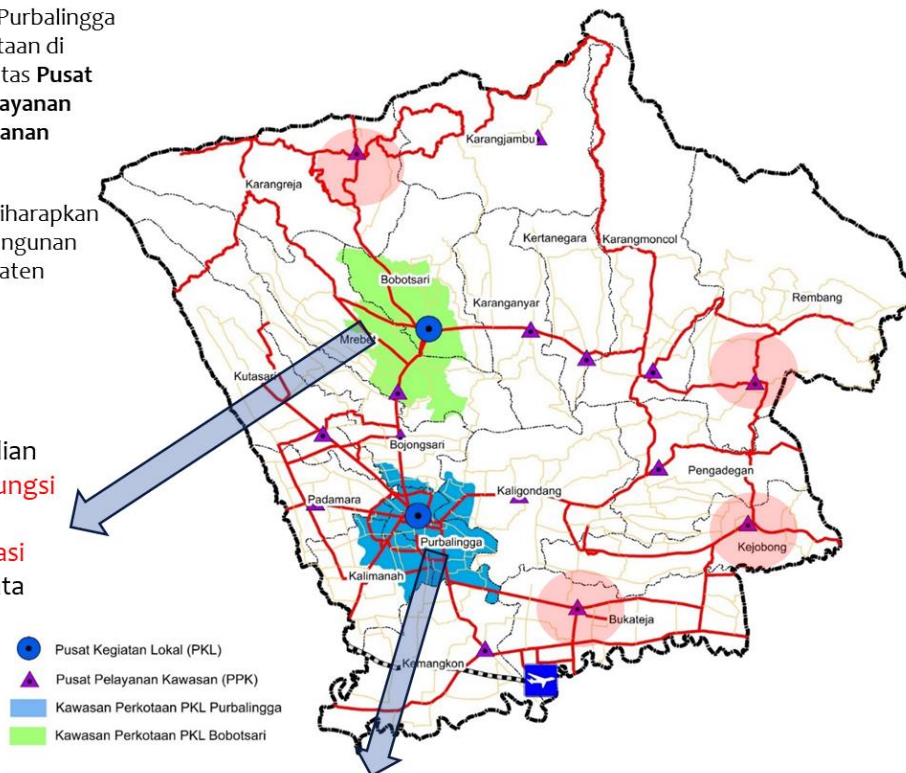 Purbalingga
taan di
tas Pusat
layanan
anan
iharapkan
ngunan
aten
lian
ungsi
asi
ta
Karangjambu
Karangreja
Kertanegara
Karangmoncol
Bobotsari
Karanganyar
Rembang
Mrebet
Kutasari
Bojongsari
Pengadegan
Padamara
Kaligondang
Purbalingga
Kejobong
Kalimanah
Bukateja
Kemangkon
Pusat Kegiatan Lokal (PKL)
Pusat Pelayanan Kawasan (PPK)
Kawasan Perkotaan PKL Purbalingga
Kawasan Perkotaan PKL Bobotsari